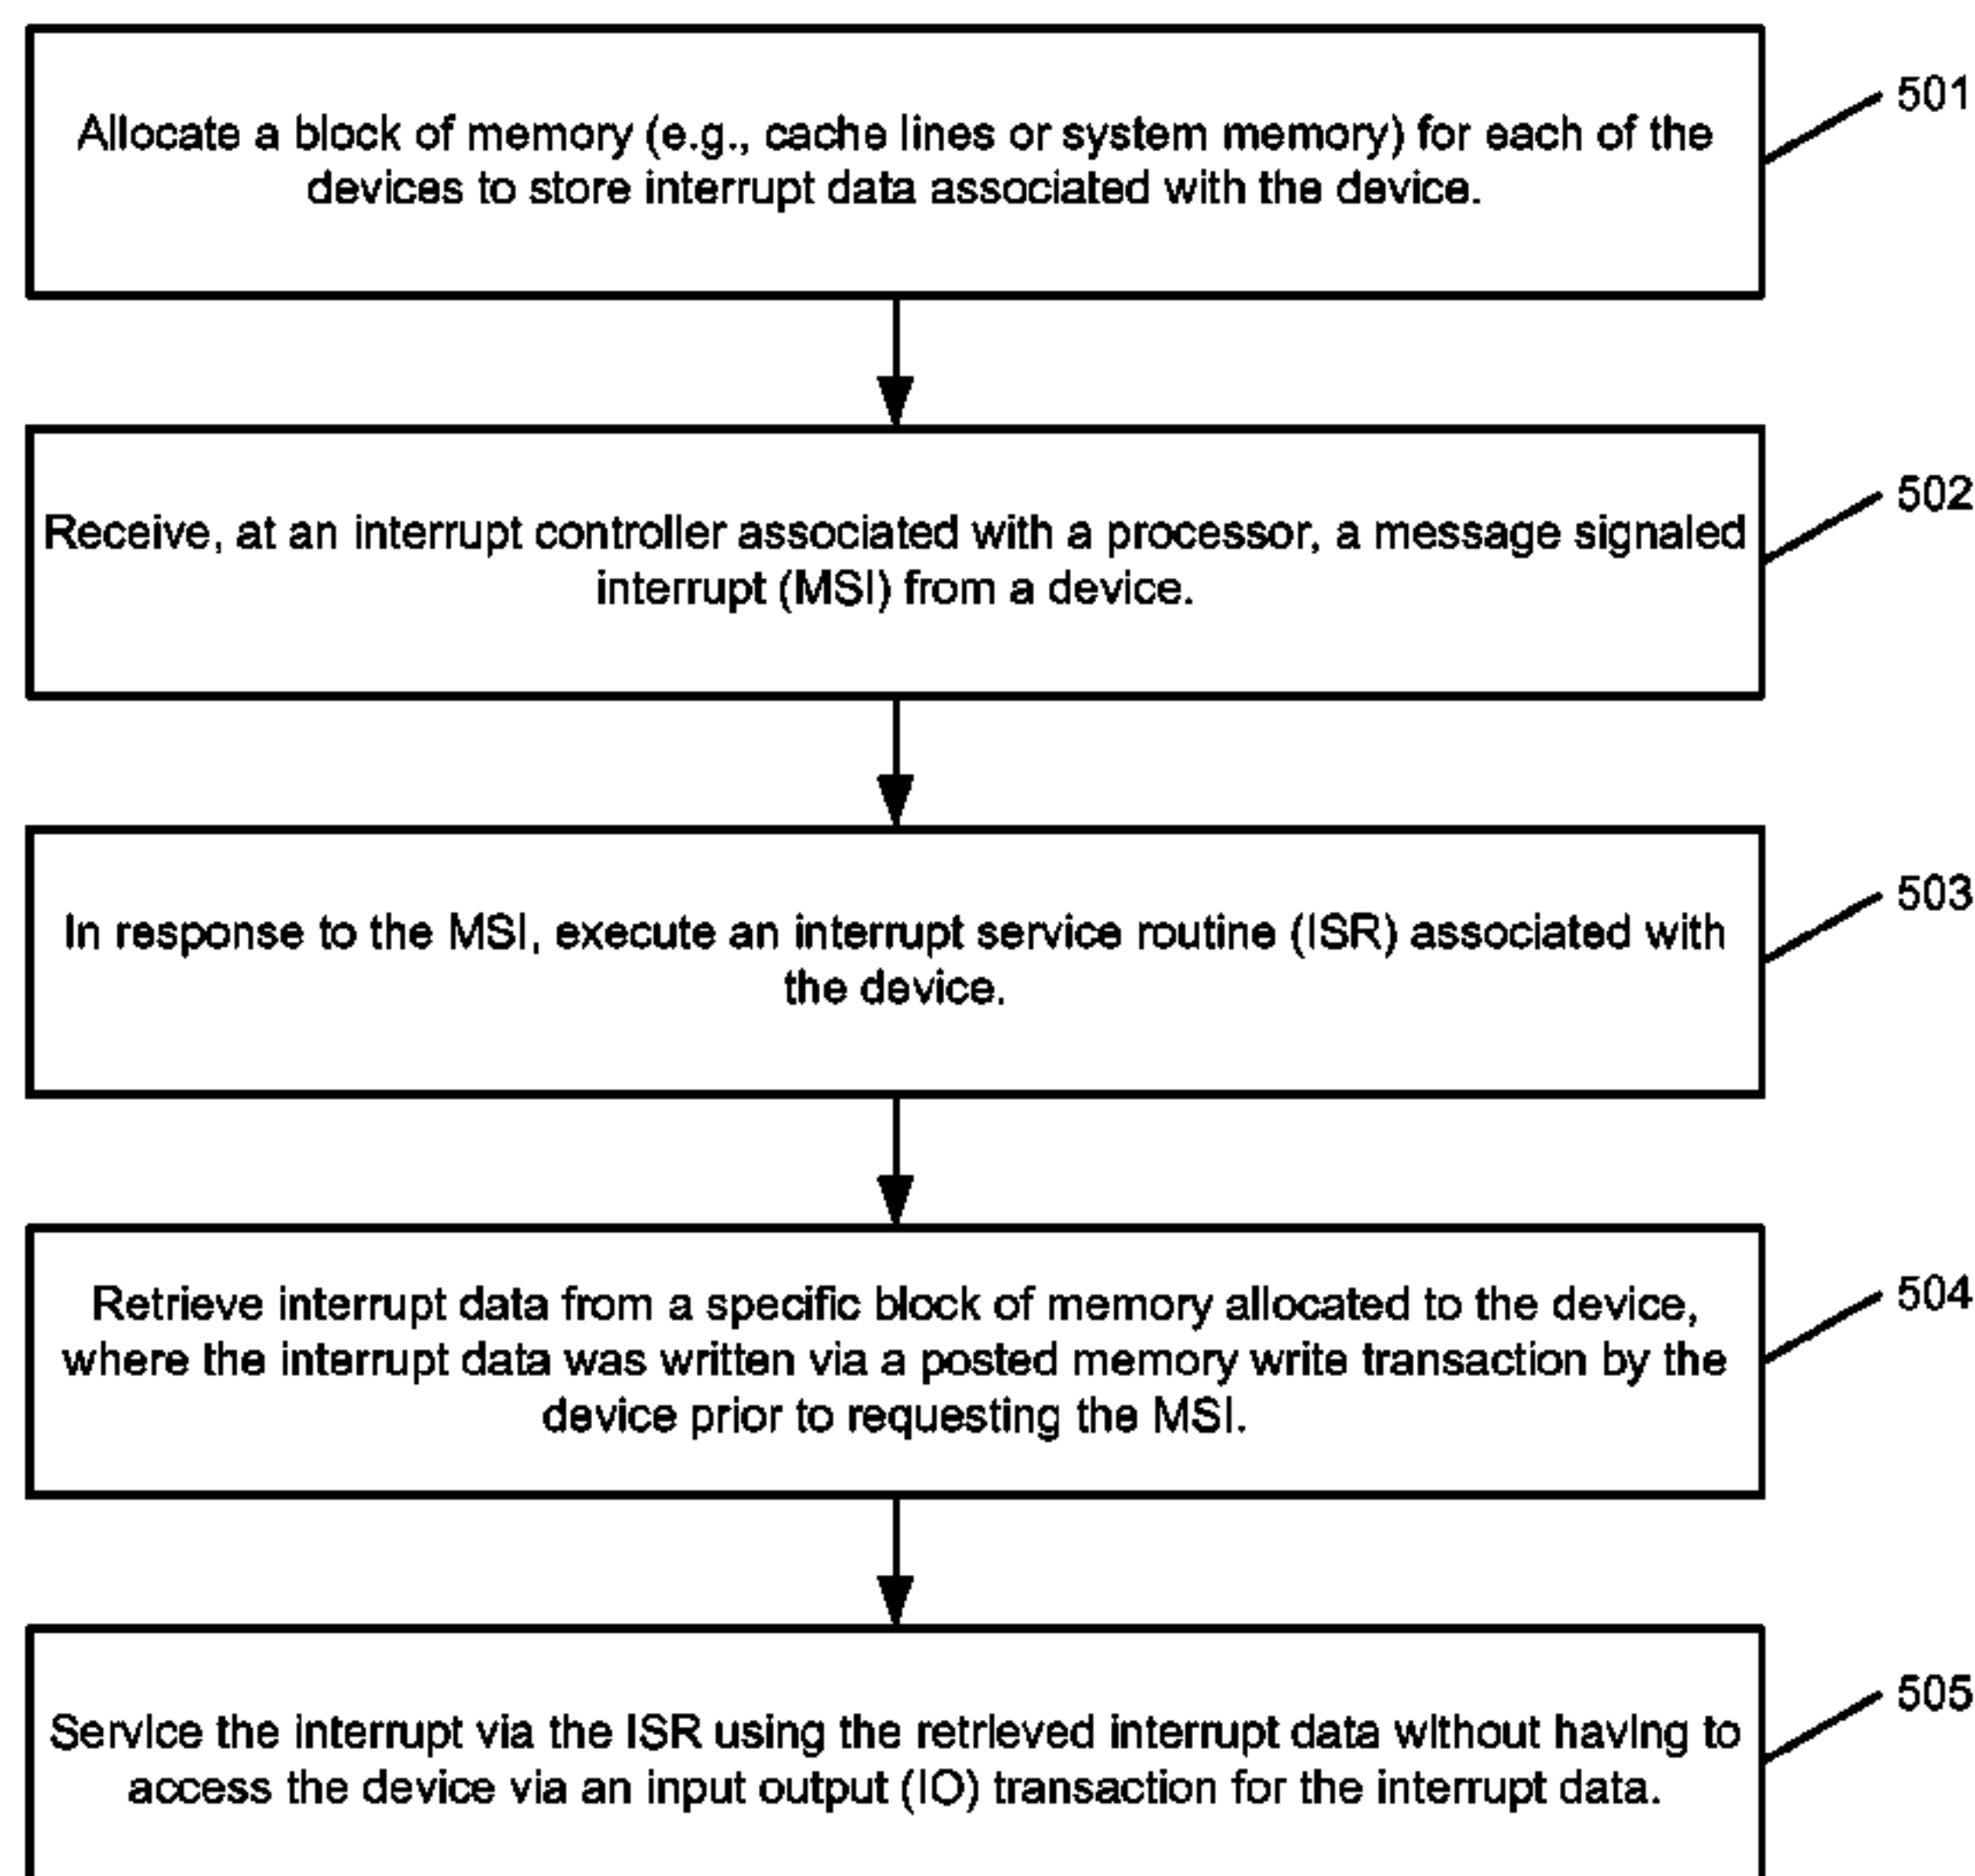 Allocate a block of memory (e.g., cache lines or system memory) for each of the
devices to store interrupt data associated with the device.
501
Receive, at an interrupt controller associated with a processor, a message signaled
interrupt (MSI) from a device.
502
In response to the MSI, execute an interrupt service routine (ISR) associated with
the device.
503
Retrieve interrupt data from a specific block of memory allocated to the device,
where the interrupt data was written via a posted memory write transaction by the
device prior to requesting the MSI.
504
Service the interrupt via the ISR using the retrieved interrupt data without having to
access the device via an input output (IO) transaction for the interrupt data.
505